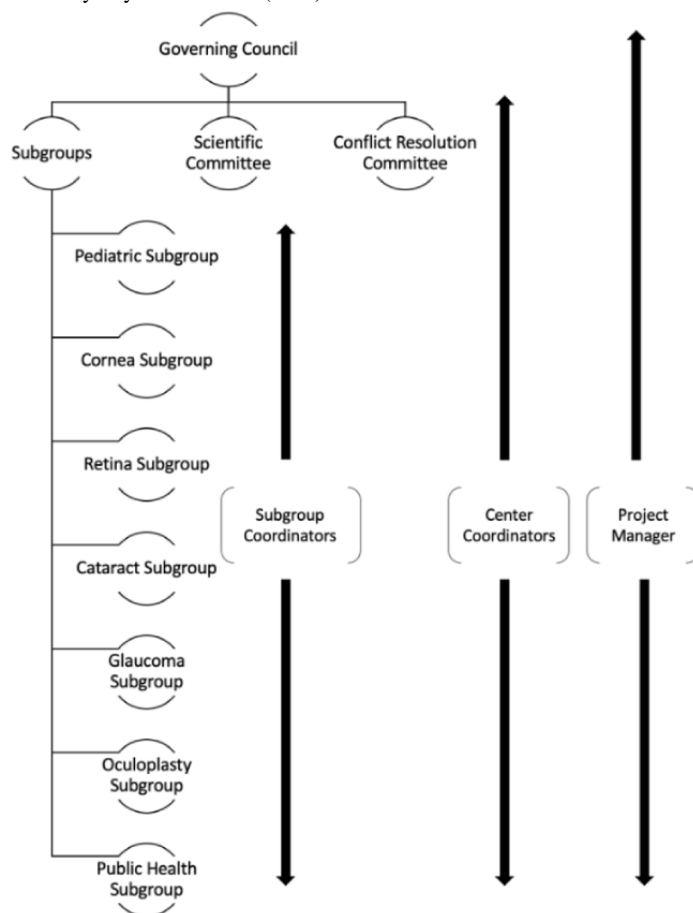 Governing Council
Subgroups
Scientific
Committee
Conflict Resolution
Committee
Pediatric Subgroup
Cornea Subgroup
Retina Subgroup
Subgroup
Coordinators
Center
Coordinators
Project
Manager
Cataract Subgroup
Glaucoma
Subgroup
Oculoplasty
Subgroup
Public Health
Subgroup